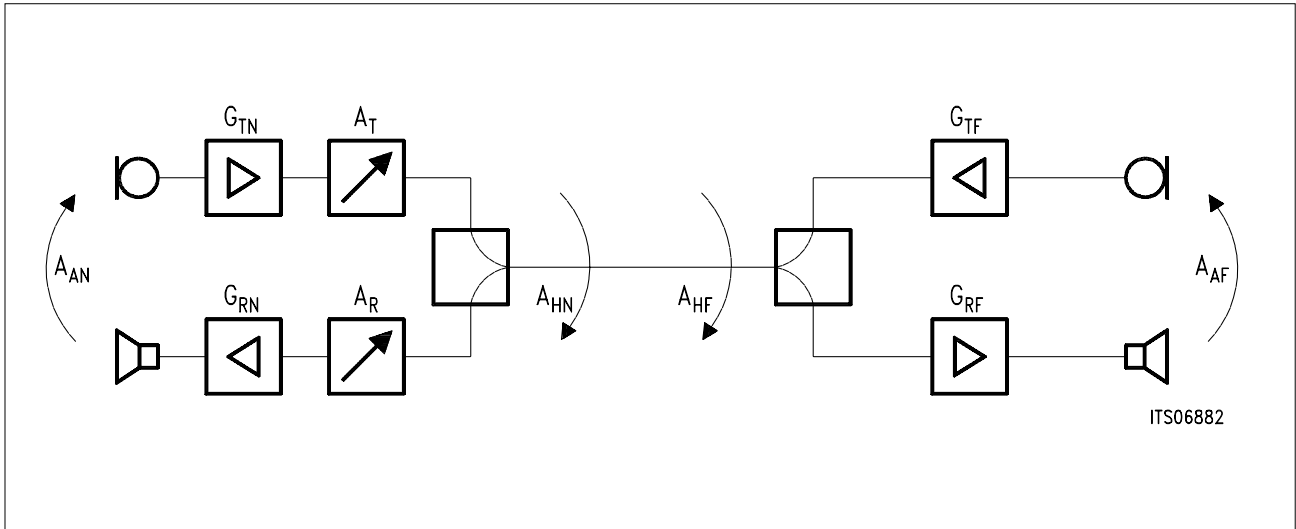 G_TN
A_T
G_TF
A_AN
G_RN
A_R
A_HN
A_HF
G_RF
A_AF
ITS06882